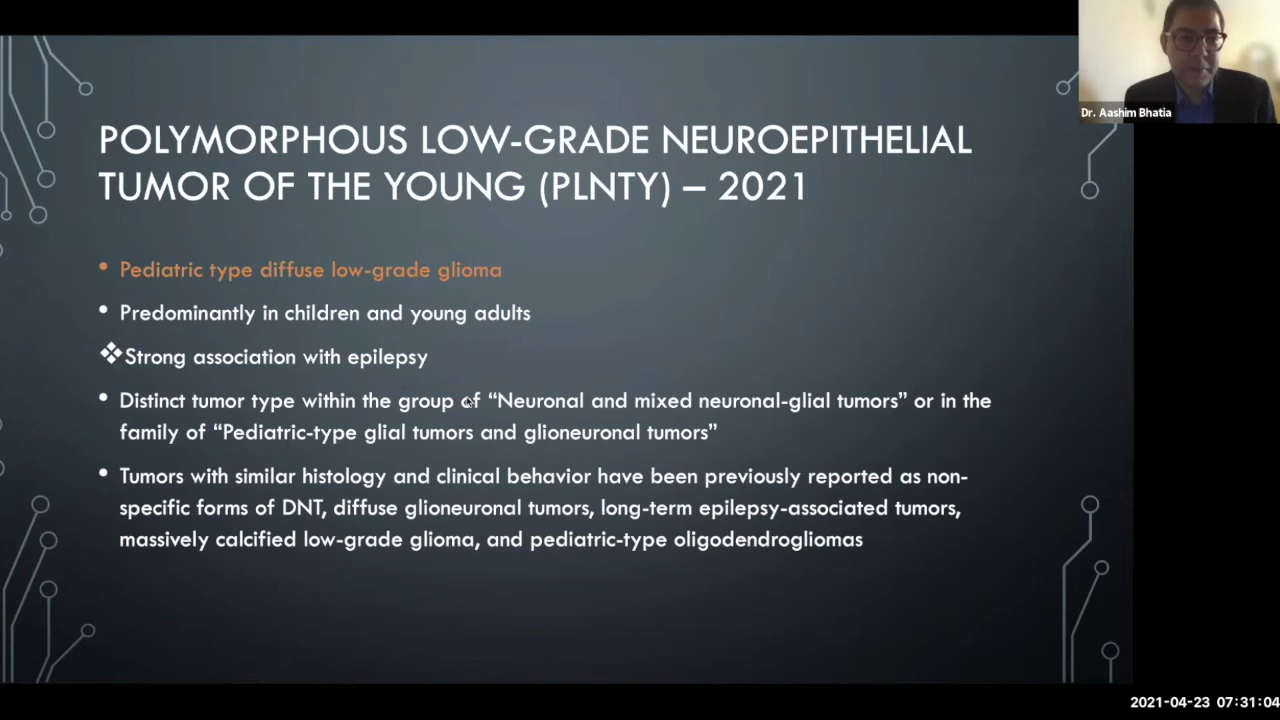 Dr. Aashim Bhatia
POLYMORPHOUS LOW-GRADE NEUROEPITHELIAL
TUMOR OF THE YOUNG (PLNTY) – 2021
• Pediatric type diffuse low-grade glioma
• Predominantly in children and young adults
❖Strong association with epilepsy
• Distinct tumor type within the group of “Neuronal and mixed neuronal-glial tumors” or in the
family of “Pediatric-type glial tumors and glioneuronal tumors”
• Tumors with similar histology and clinical behavior have been previously reported as non-
specific forms of DNT, diffuse glioneuronal tumors, long-term epilepsy-associated tumors,
massively calcified low-grade glioma, and pediatric-type oligodendrogliomas
2021-04-23 07:31:04